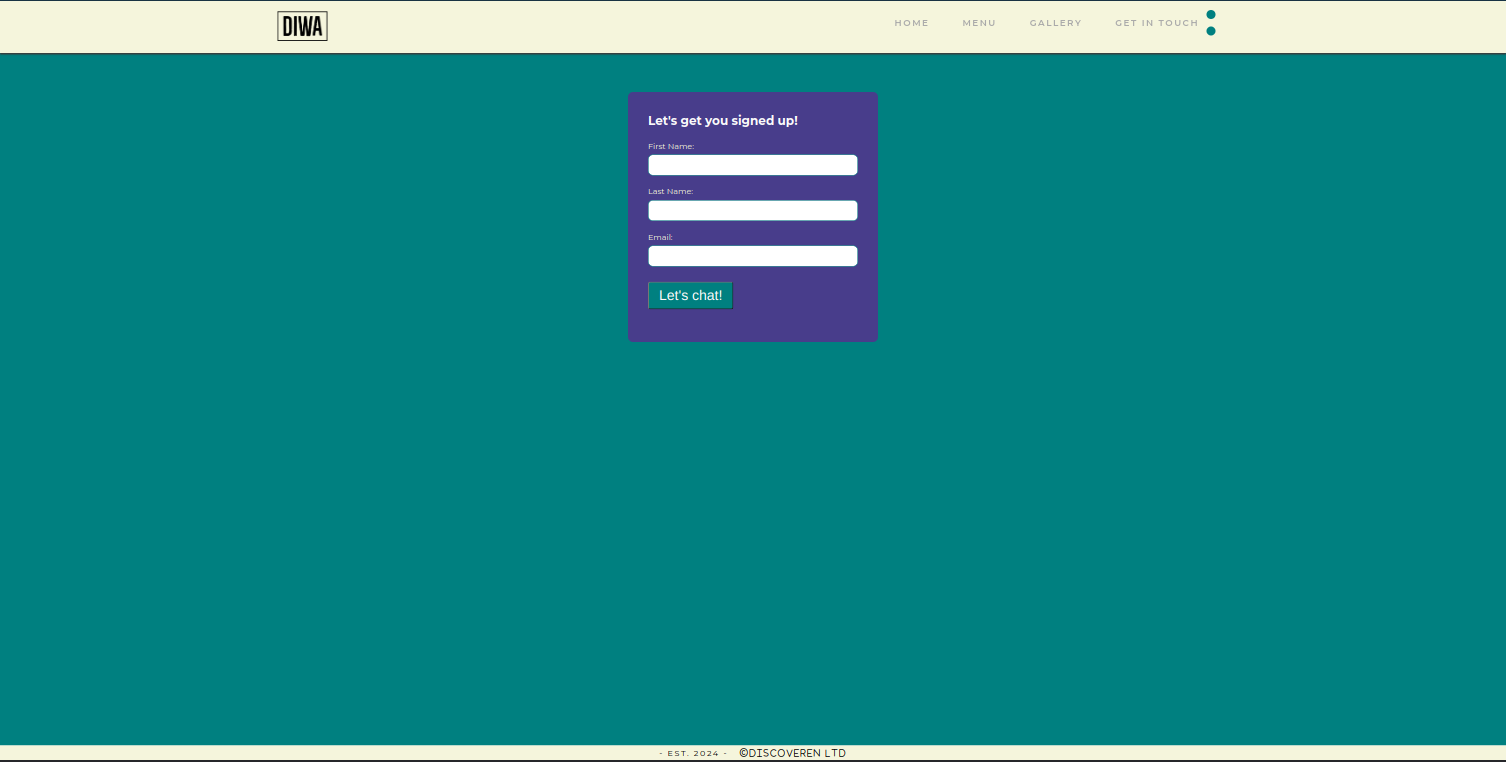 DIWA
HOME MENU GALLERY GET IN TOUCH
Let's get you signed up!
First Name:
Last Name:
Email:
Let's chat!
- EST. 2024 - ©DISCOVEREN LTD